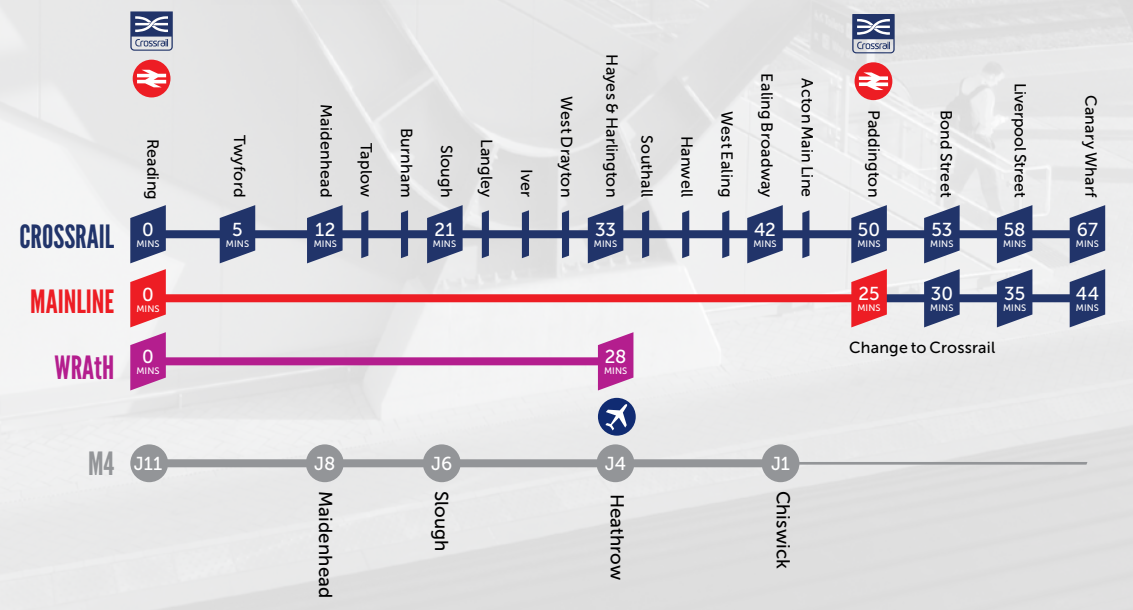 Crossrail
Crossrail
Reading
Twyford
Maidenhead
Taplow
Burnham
Slough
Langley
Iver
West Drayton
Hayes & Harlington
Southall
Hanwell
West Ealing
Ealing Broadway
Acton Main Line
Paddington
Bond Street
Liverpool Street
Canary Wharf
CROSSRAIL
0
MINS
5
MINS
12
MINS
21
MINS
33
MINS
42
MINS
50
MINS
53
MINS
58
MINS
67
MINS
MAINLINE
0
MINS
25
MINS
30
MINS
35
MINS
44
MINS
Change to Crossrail
WRAtH
0
MINS
28
MINS
M4
J11
J8
J6
J4
J1
Maidenhead
Slough
Heathrow
Chiswick